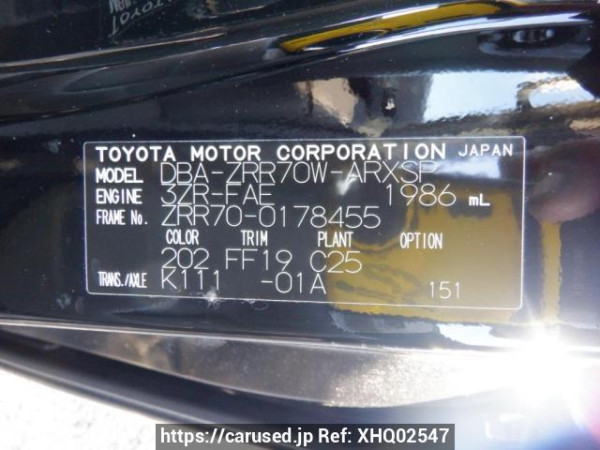 TOYOTA MOTOR CORPORATION JAPAN
MODEL DBA-ZRR70W-ARXSP
ENGINE 3ZR-FAE 1986 mL
FRAME No. ZRR70-0178455
COLOR TRIM PLANT OPTION
202 FF19 C25
TRANS./AXLE K111 -01A 151
https://carused.jp Ref: XHQ02547